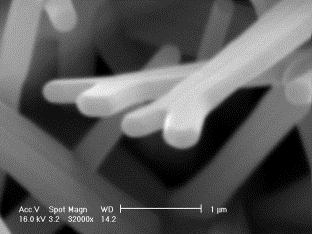 Acc.V Spot Magn WD 1 µm
16.0 kV 3.2 32000x 14.2